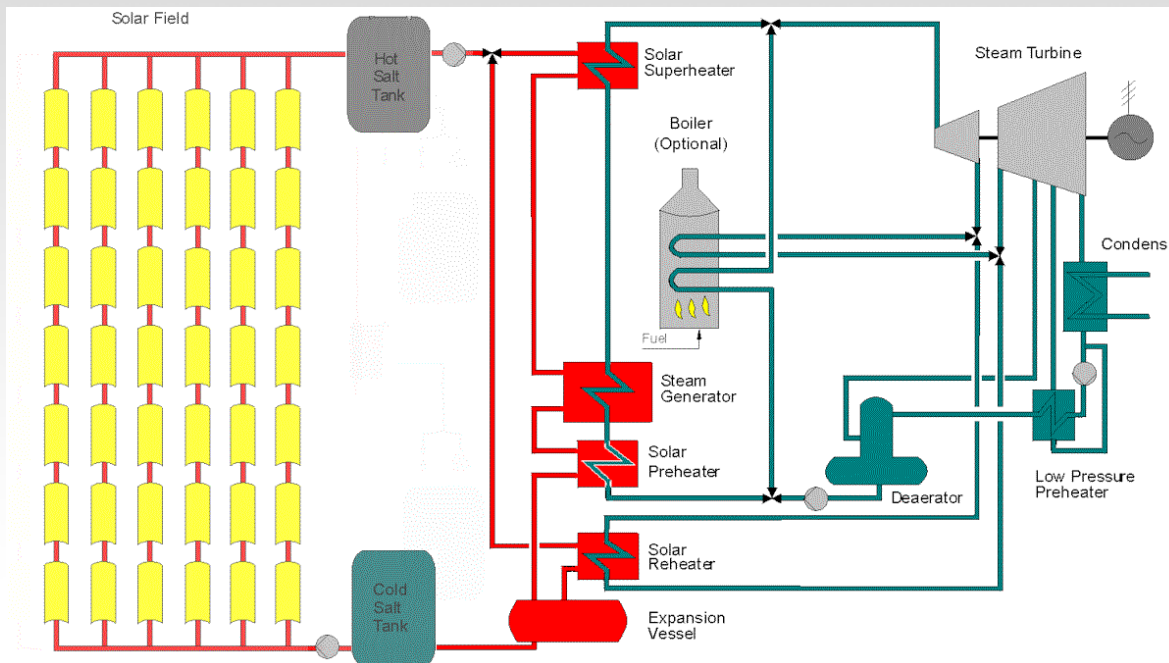 Solar Field
Hot
Salt
Tank
Solar
Superheater
Steam Turbine
Boiler
(Optional)
Condens
Fuel
Steam
Generator
Solar
Preheater
Deaerator
Low Pressure
Preheater
Solar
Reheater
Cold
Salt
Tank
Expansion
Vessel